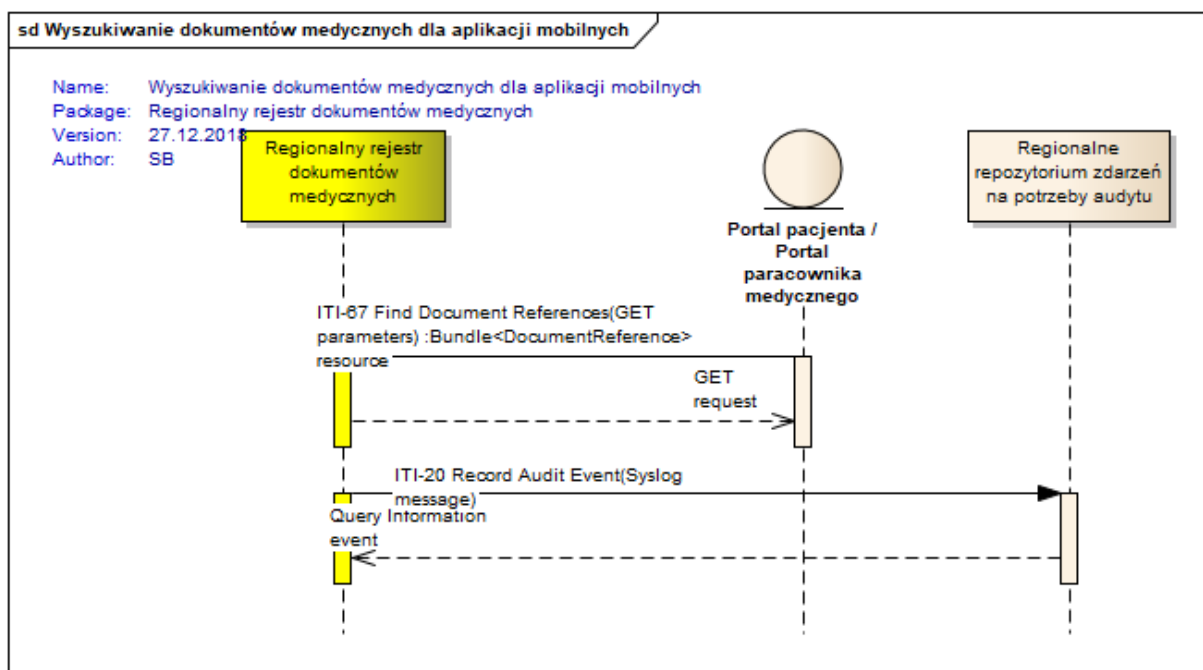 sd Wyszukiwanie dokumentów medycznych dla aplikacji mobilnych
Name: Wyszukiwanie dokumentów medycznych dla aplikacji mobilnych
Package: Regionalny rejestr dokumentów medycznych
Version: 27.12.2018
Author: SB
Regionalny rejestr
dokumentów
medycznych
Portal pacjenta /
Portal
paracownika
medycznego
Regionalne
repozytorium zdarzeń
na potrzeby audytu
ITI-67 Find Document References(GET
parameters) :Bundle<DocumentReference>
resource
GET
request
ITI-20 Record Audit Event(Syslog
message)
Query Information
event